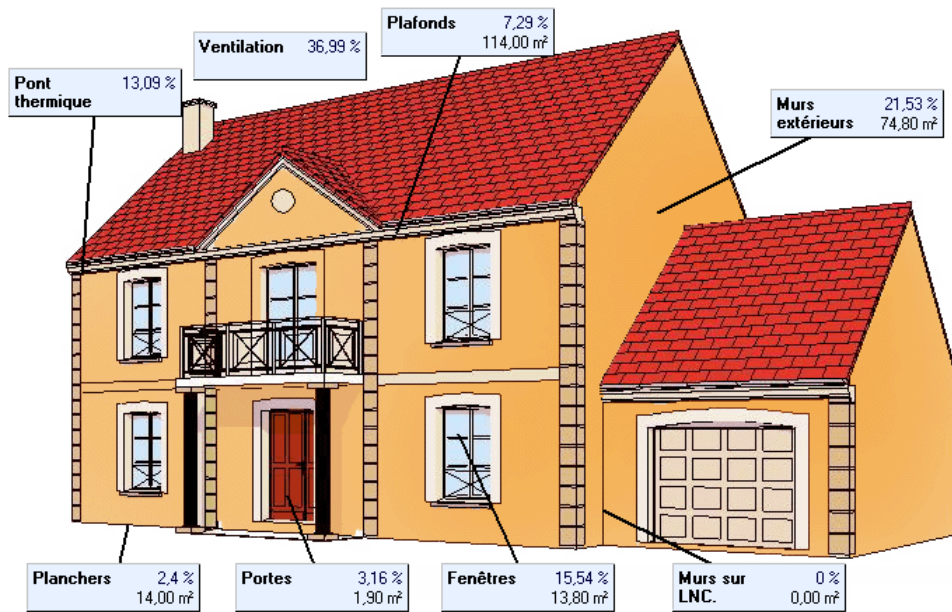 Plafonds 7,29 %
114,00 m²
Ventilation 36,99 %
Pont 13,09 %
thermique
Murs 21,53 %
extérieurs 74,80 m²
Planchers 2,4 %
14,00 m²
Portes 3,16 %
1,90 m²
Fenêtres 15,54 %
13,80 m²
Murs sur 0 %
LNC. 0,00 m²